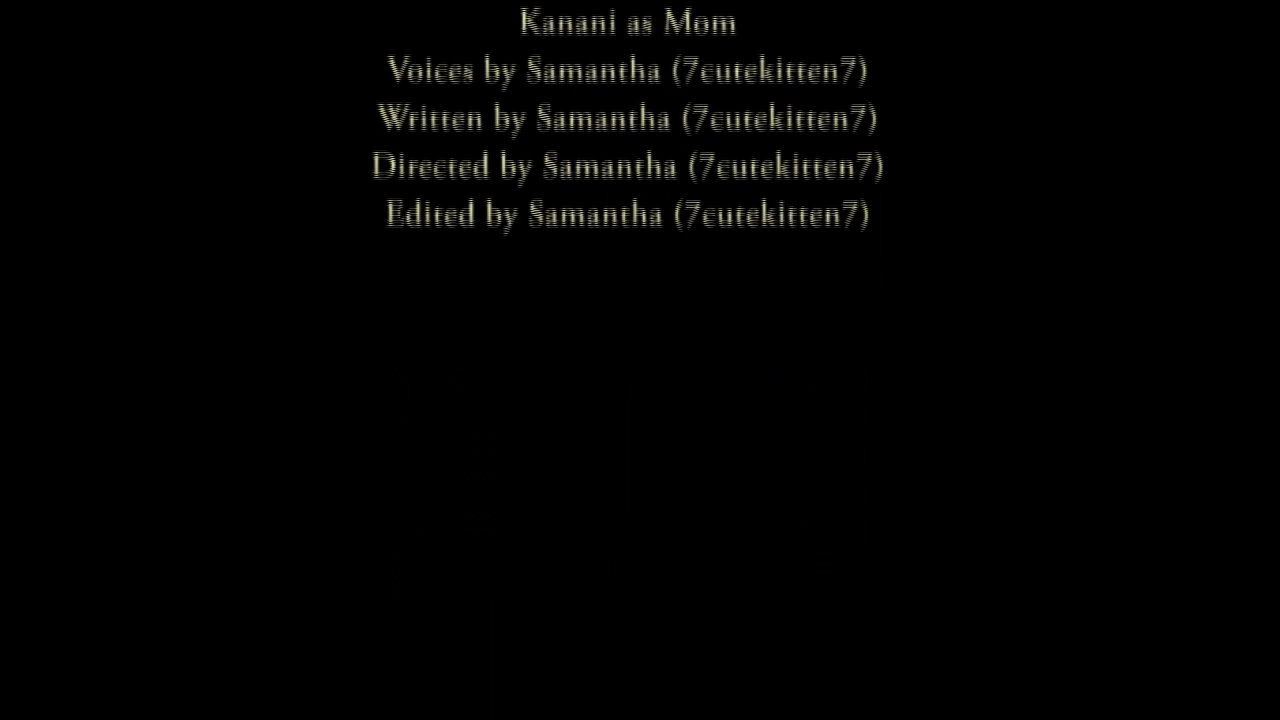 Kanani as Mom
Voices by Samantha (7cutekitten7)
Written by Samantha (7cutekitten7)
Directed by Samantha (7cutekitten7)
Edited by Samantha (7cutekitten7)